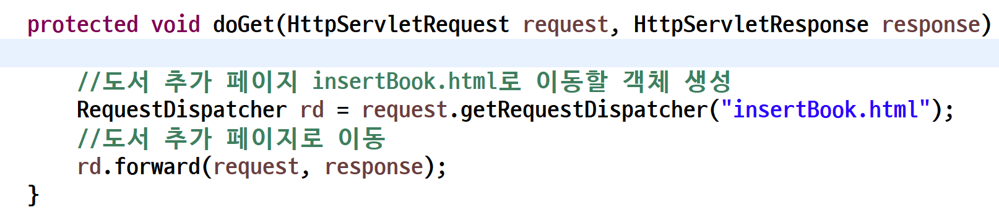 protected void doGet(HttpServletRequest request, HttpServletResponse response)
//도서 추가 페이지 insertBook.html로 이동할 객체 생성
RequestDispatcher rd = request.getRequestDispatcher("insertBook.html");
//도서 추가 페이지로 이동
rd.forward(request, response);
}